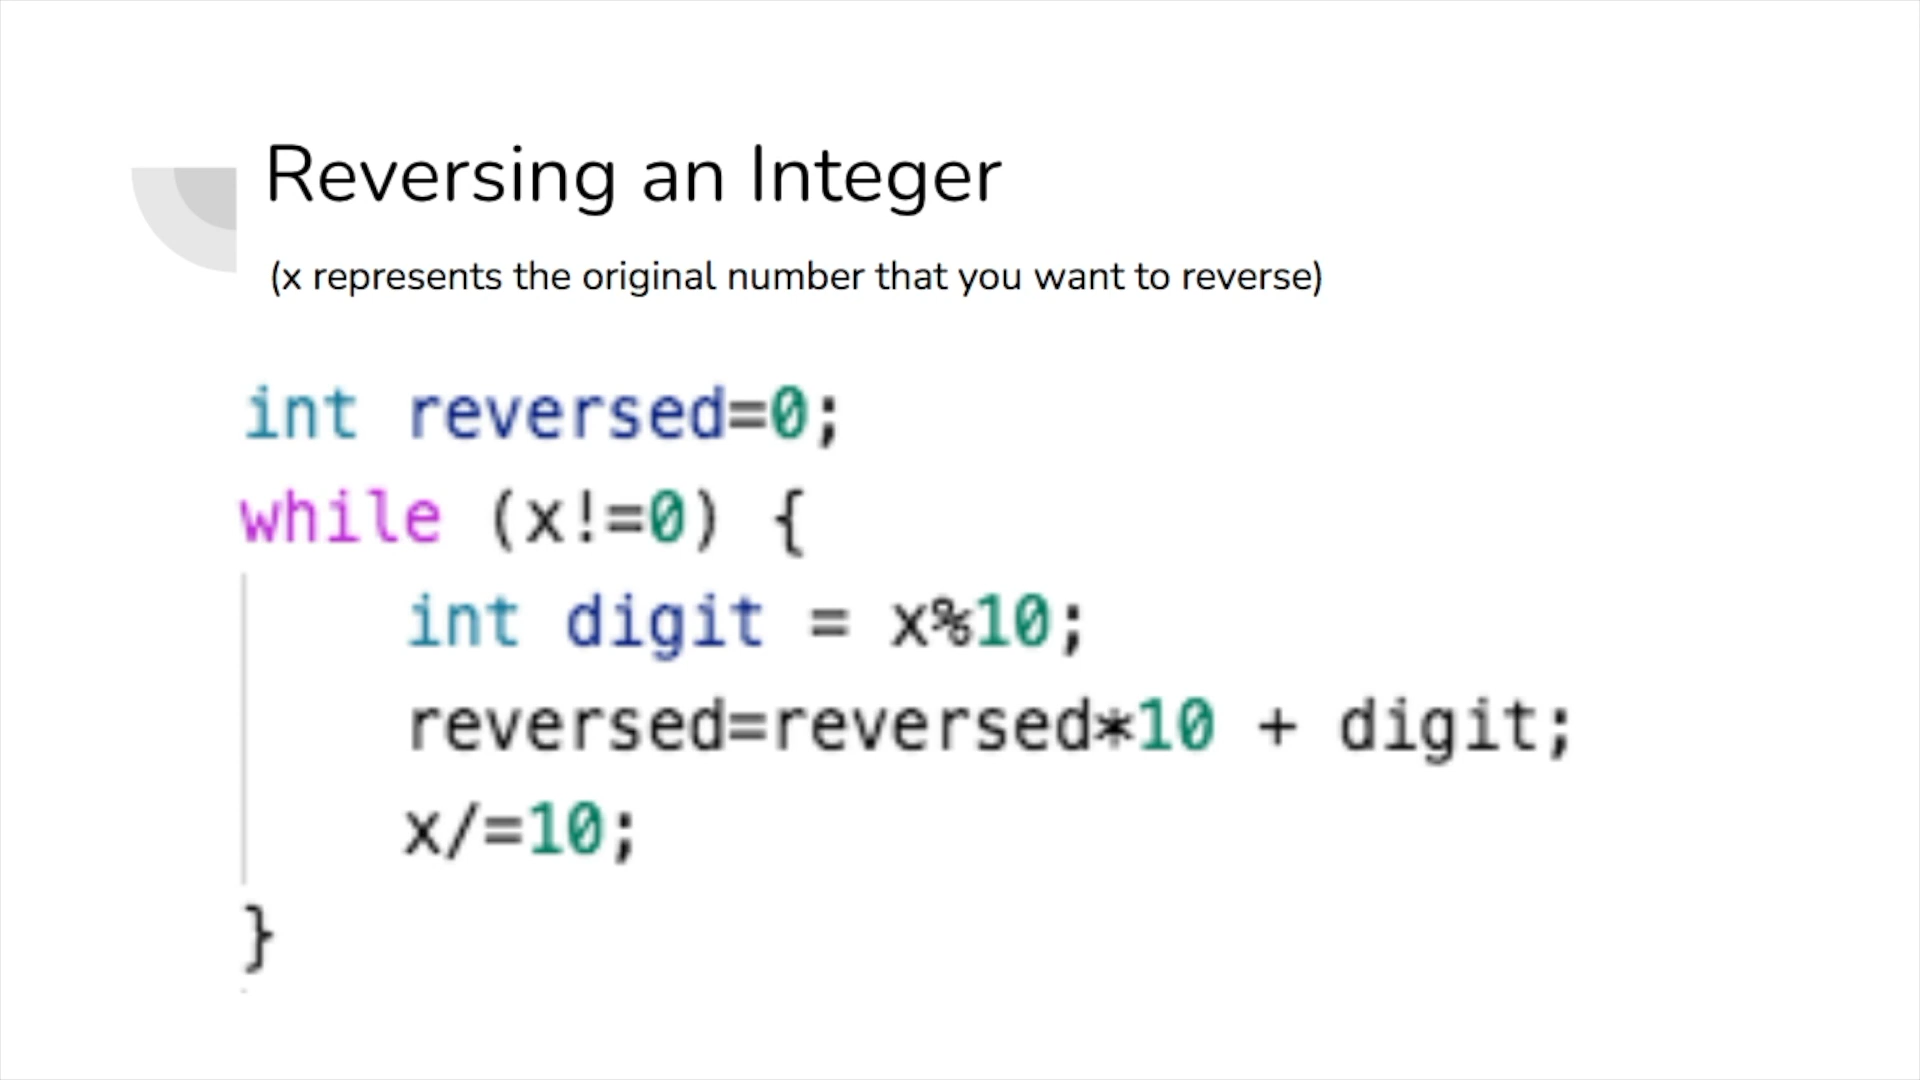 Reversing an Integer
(x represents the original number that you want to reverse)
int reversed=0;
while (x!=0) {
    int digit = x%10;
    reversed=reversed*10 + digit;
    x/=10;
}